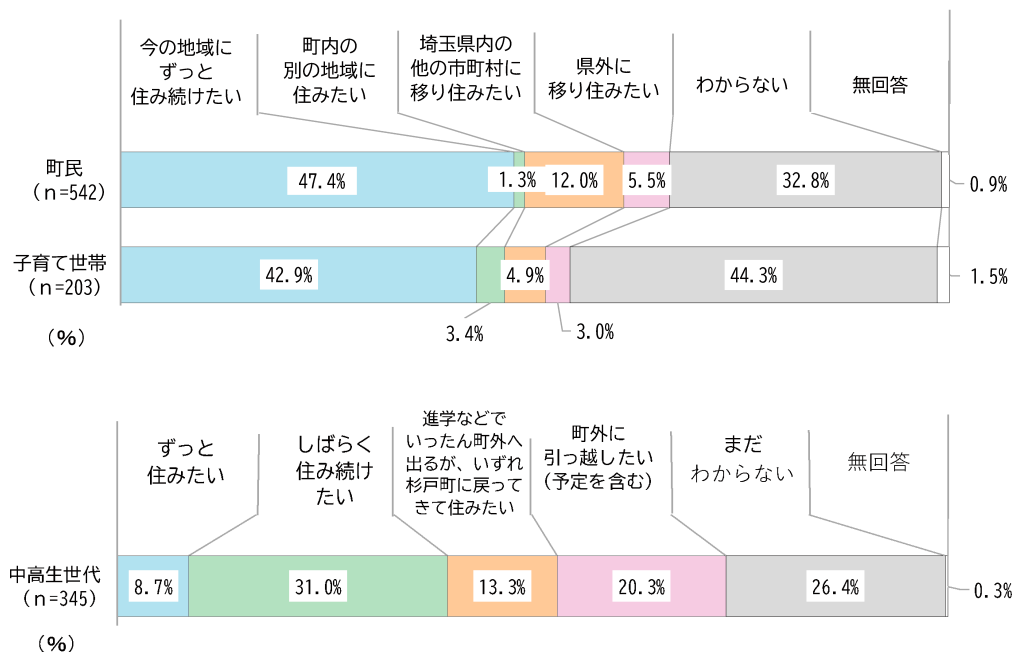 今の地域に
ずっと
住み続けたい
町内の
別の地域に
住みたい
埼玉県内の
他の市町村に
移り住みたい
県外に
移り住みたい
わからない
無回答
町民
（n=542）
47.4%
1.3%
12.0%
5.5%
32.8%
0.9%
子育て世帯
（n=203）
42.9%
3.4%
4.9%
3.0%
44.3%
1.5%
（%）
ずっと
住みたい
しばらく
住み続け
たい
進学などで
いったん町外へ
出るが、いずれ
杉戸町に戻って
きて住みたい
町外に
引っ越したい
（予定を含む）
まだ
わからない
無回答
中高生世代
（n=345）
8.7%
31.0%
13.3%
20.3%
26.4%
0.3%
（%）